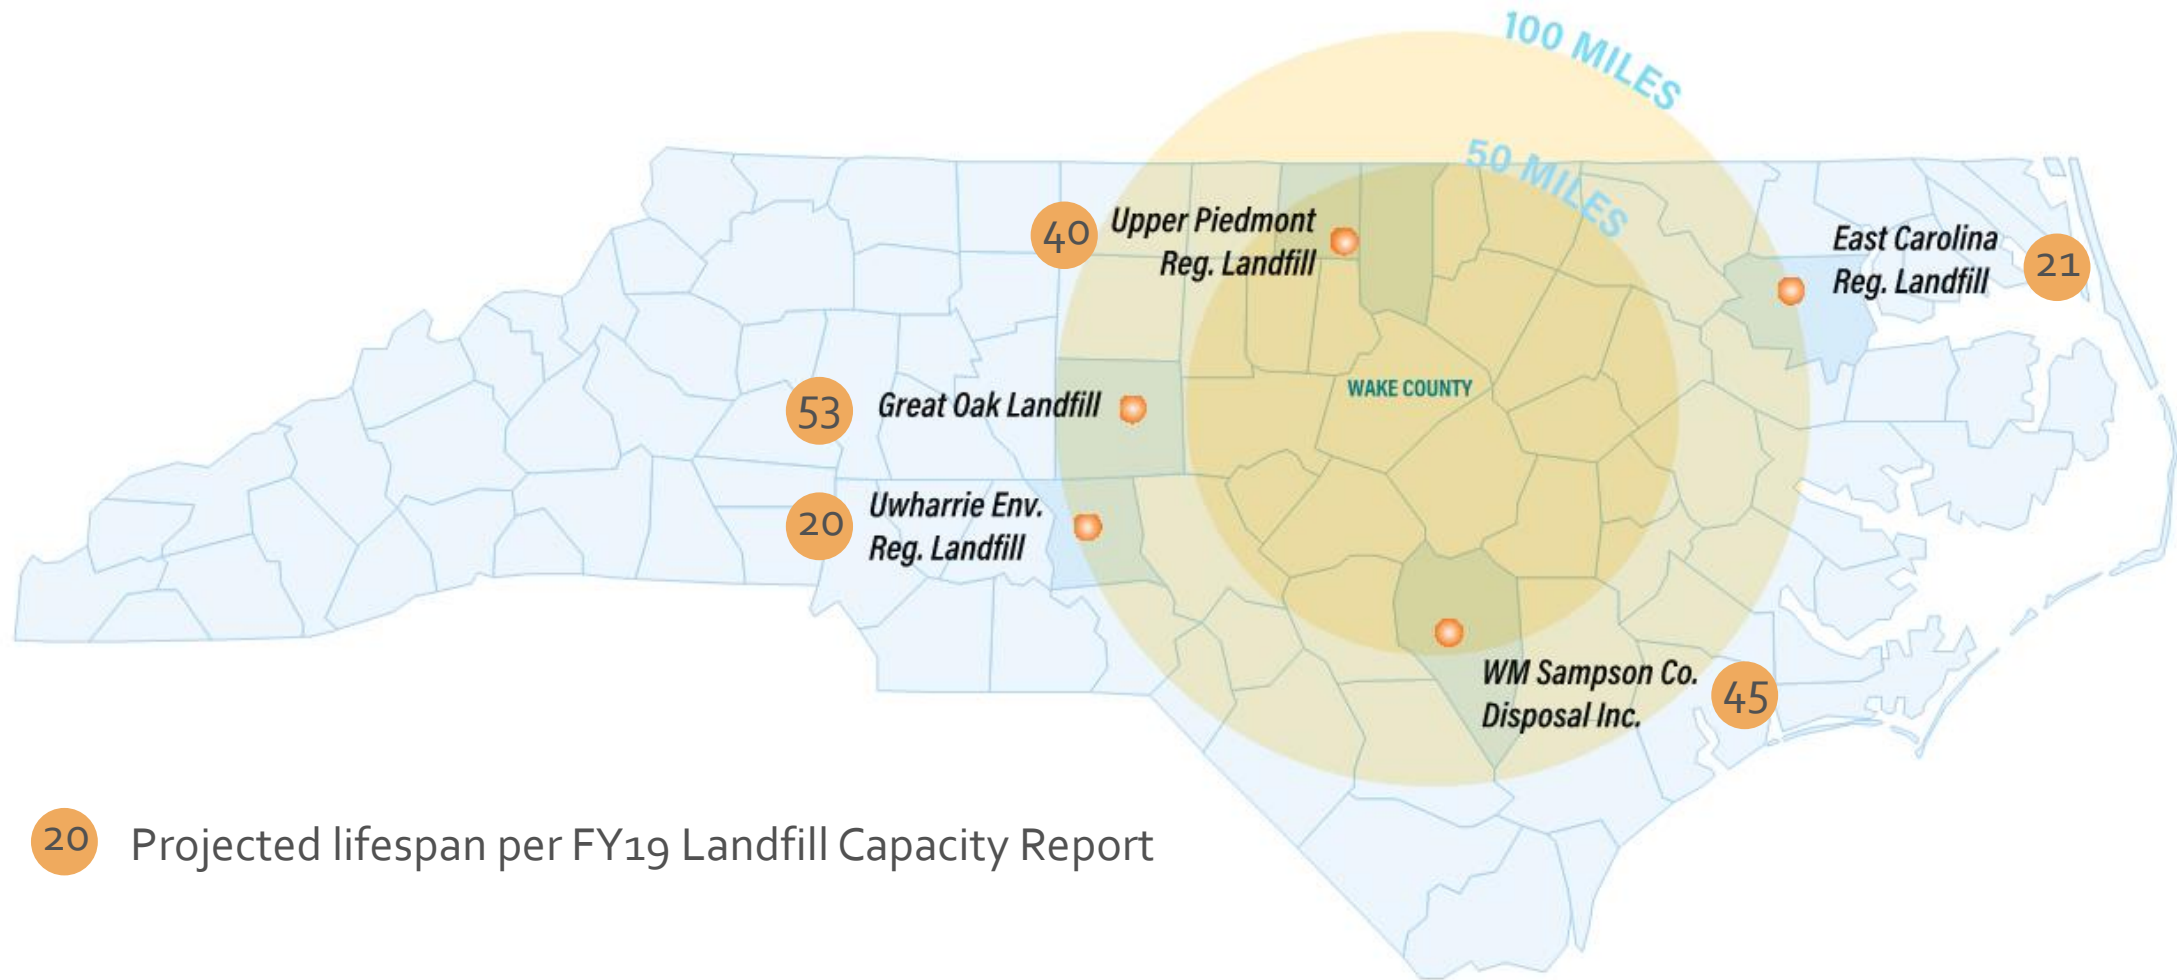 100 MILES
50 MILES
40
Upper Piedmont
Reg. Landfill
East Carolina
Reg. Landfill
21
WAKE COUNTY
53
Great Oak Landfill
20
Uwharrie Env.
Reg. Landfill
WM Sampson Co.
Disposal Inc.
45
20
Projected lifespan per FY19 Landfill Capacity Report